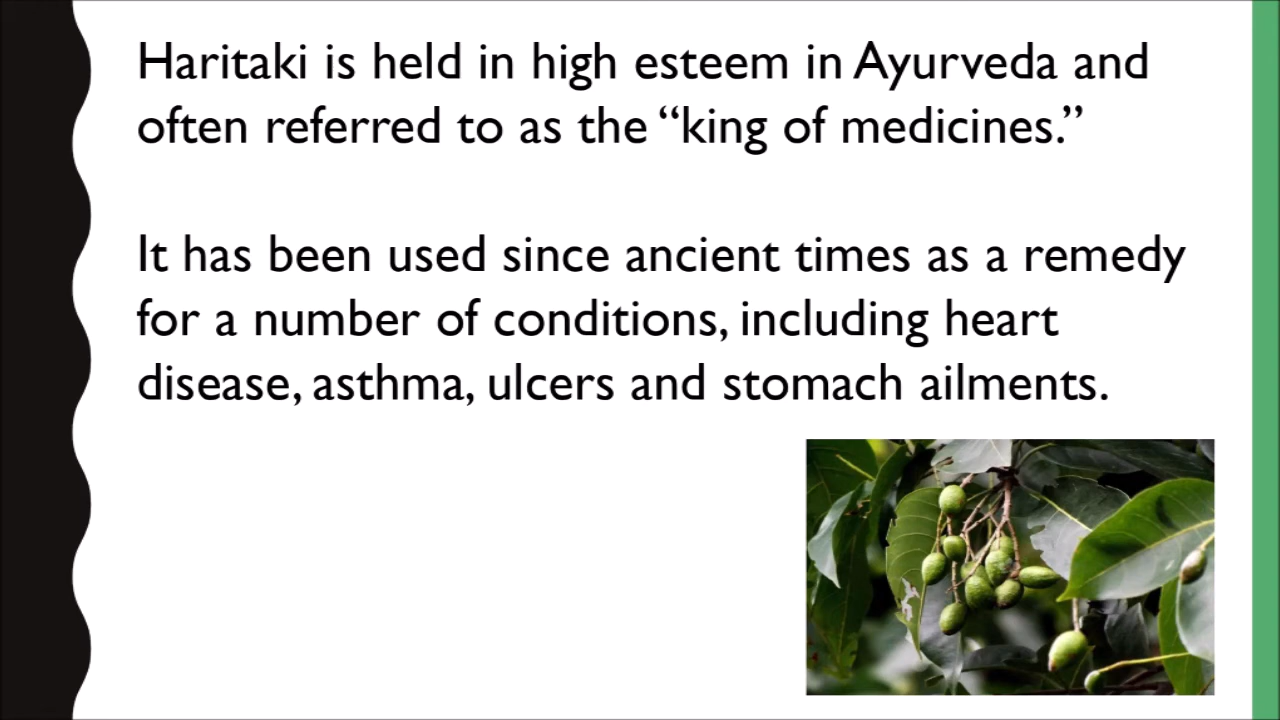 Haritaki is held in high esteem in Ayurveda and
often referred to as the “king of medicines.”
It has been used since ancient times as a remedy
for a number of conditions, including heart
disease, asthma, ulcers and stomach ailments.